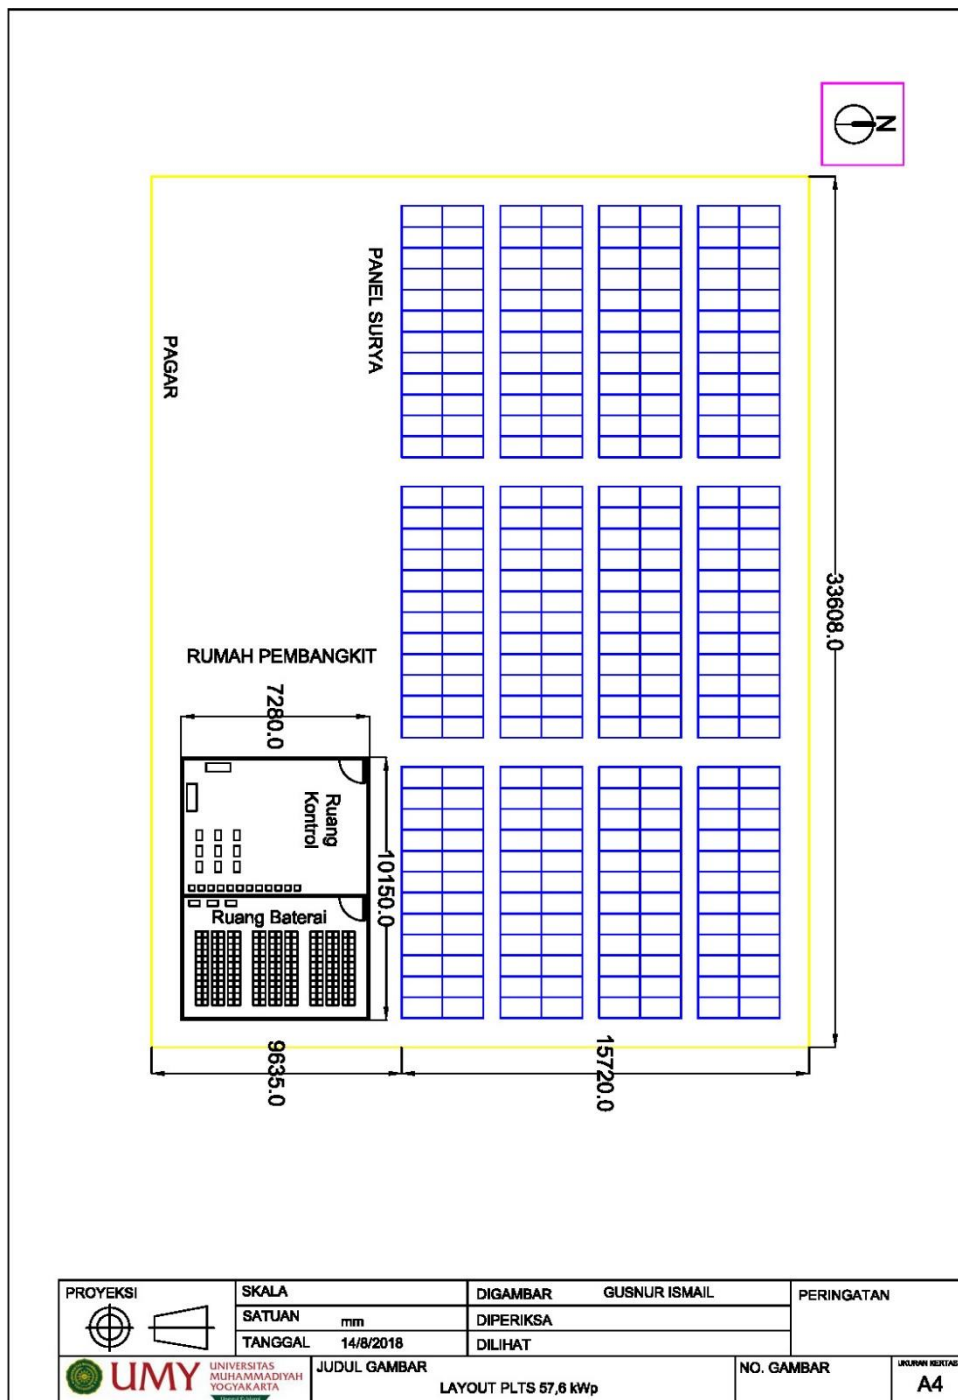 N
PANEL SURYA
PAGAR
33608.0
RUMAH PEMBANGKIT
7280.0
Ruang
Kontrol
10150.0
Ruang Baterai
9635.0
15720.0
PROYEKSI
SKALA
SATUAN mm
TANGGAL 14/8/2018
DIGAMBAR GUSNUR ISMAIL
DIPERIKSA
DILIHAT
PERINGATAN
UMY
UNIVERSITAS
MUHAMMADIYAH
YOGYAKARTA
JUDUL GAMBAR
LAYOUT PLTS 57,6 kWp
NO. GAMBAR
UKURAN KERTAS
A4